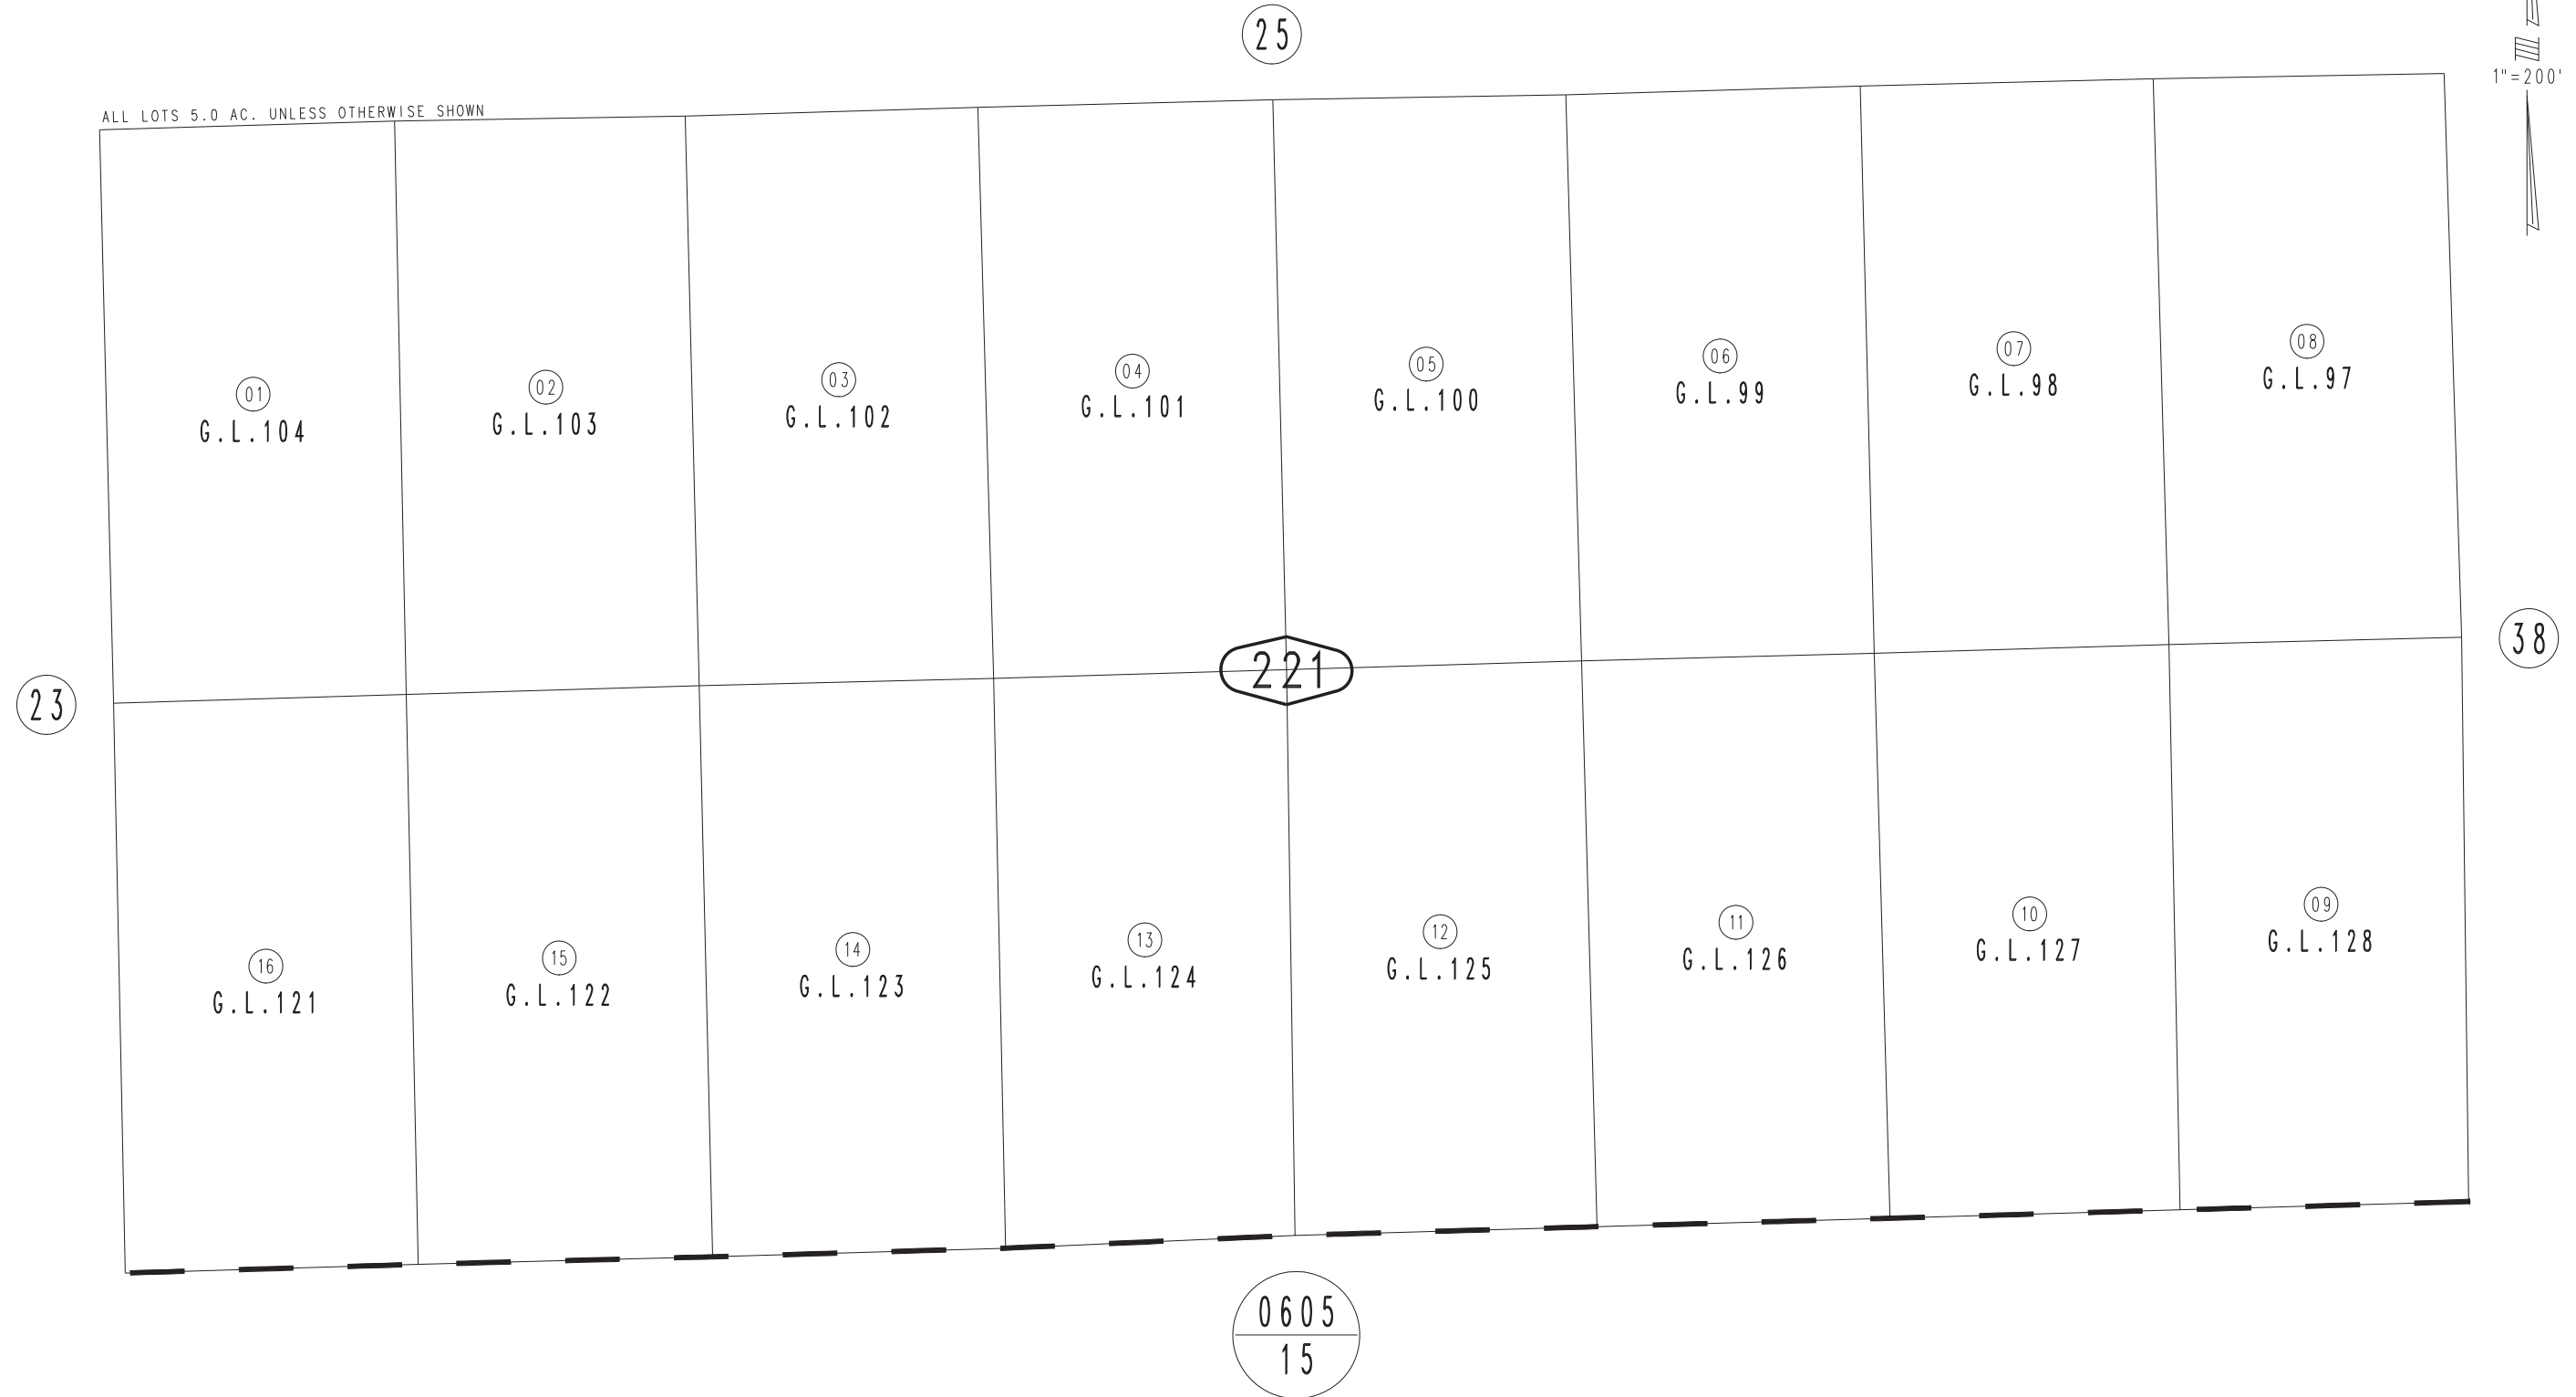 25
1"=200'
ALL LOTS 5.0 AC. UNLESS OTHERWISE SHOWN
01
G.L.104
02
G.L.103
03
G.L.102
04
G.L.101
05
G.L.100
06
G.L.99
07
G.L.98
08
G.L.97
23
221
38
16
G.L.121
15
G.L.122
14
G.L.123
13
G.L.124
12
G.L.125
11
G.L.126
10
G.L.127
09
G.L.128
0605
15